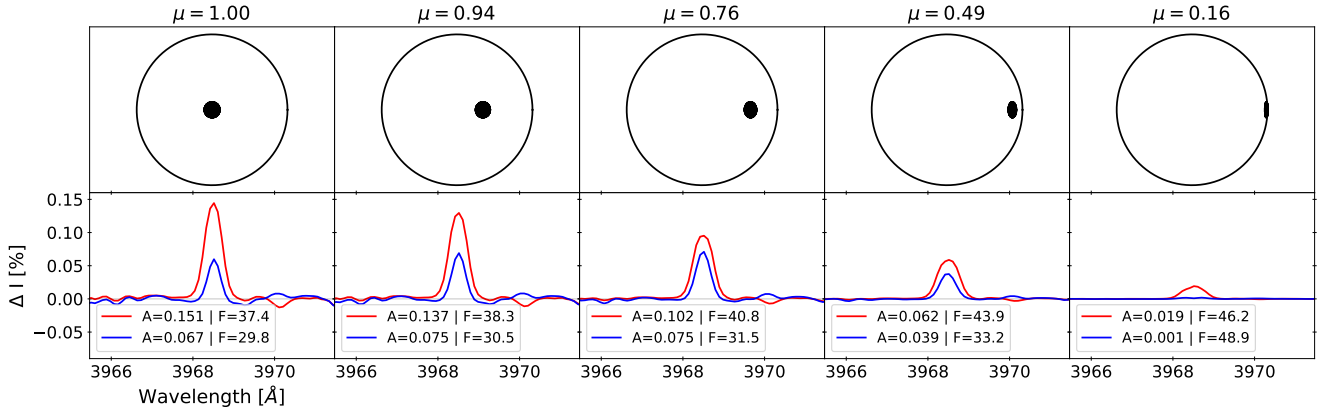 μ = 1.00 μ = 0.94 μ = 0.76 μ = 0.49 μ = 0.16
0.15
0.10
0.05
0.00
−0.05
Δ I [%]
A=0.151 | F=37.4
A=0.067 | F=29.8
A=0.137 | F=38.3
A=0.075 | F=30.5
A=0.102 | F=40.8
A=0.075 | F=31.5
A=0.062 | F=43.9
A=0.039 | F=33.2
A=0.019 | F=46.2
A=0.001 | F=48.9
3966 3968 3970 3966 3968 3970 3966 3968 3970 3966 3968 3970 3966 3968 3970
Wavelength [Å]